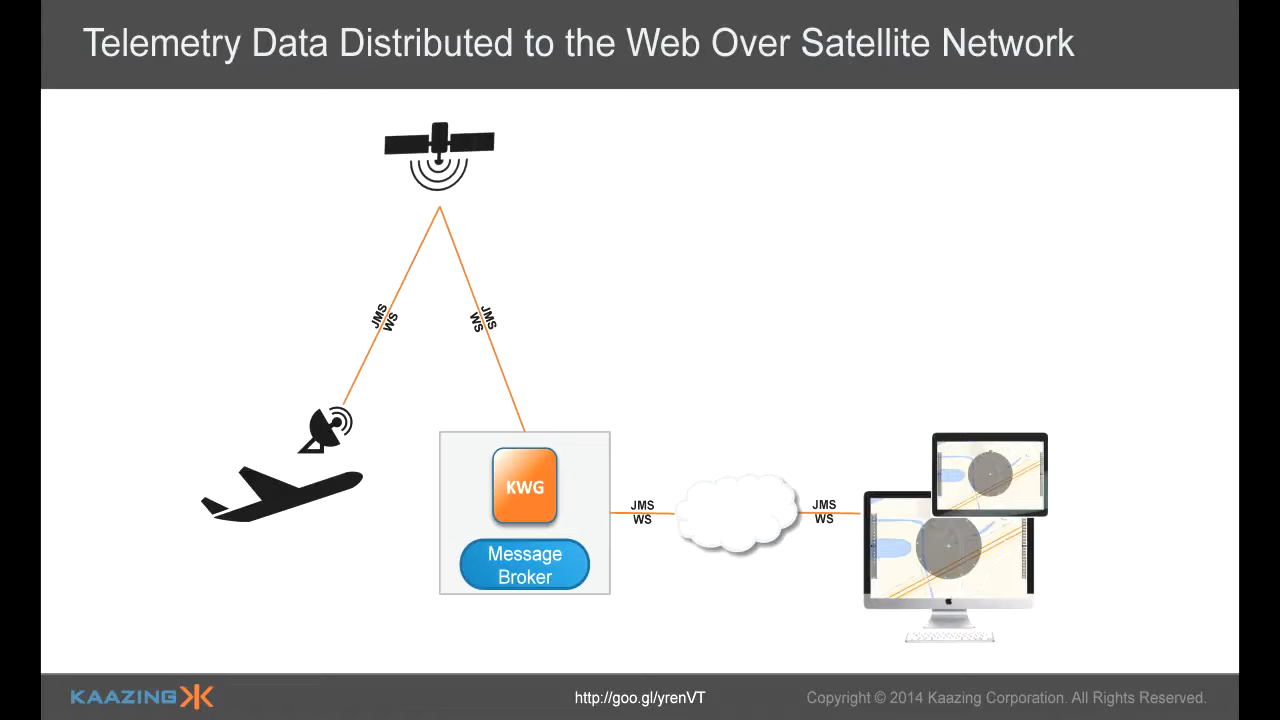 Telemetry Data Distributed to the Web Over Satellite Network
JMS
WS
JMS
WS
KWG
Message
Broker
JMS
WS
JMS
WS
KAAZING
http://goo.gl/yrenVT
Copyright © 2014 Kaazing Corporation. All Rights Reserved.